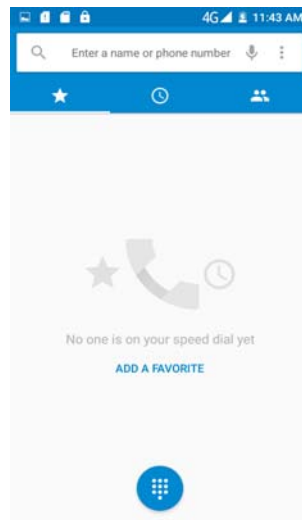 4G 11:43 AM
Enter a name or phone number
No one is on your speed dial yet
ADD A FAVORITE